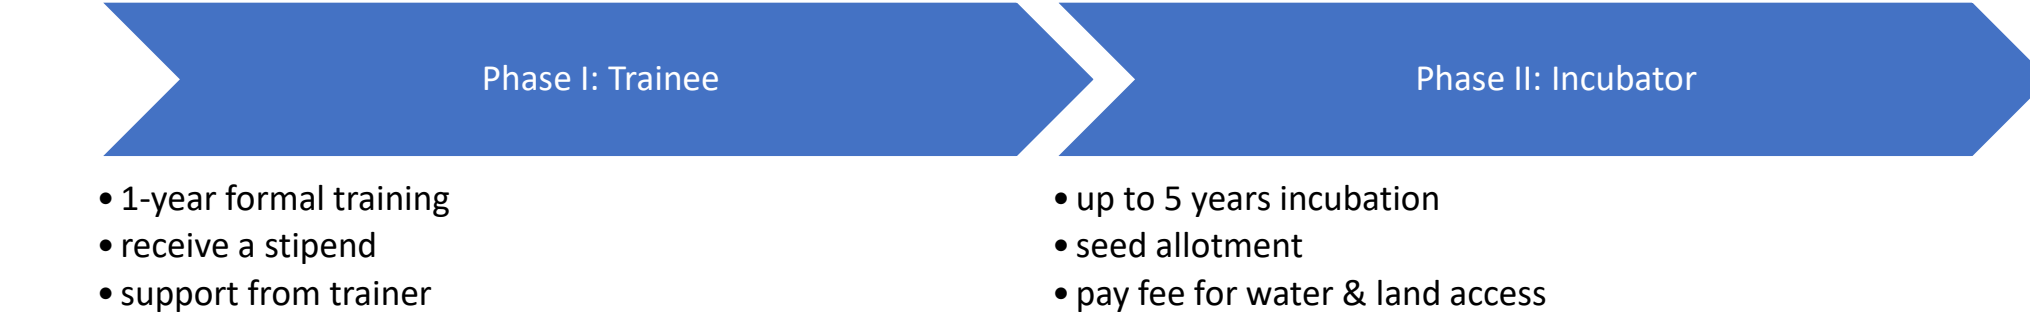 Phase I: Trainee
• 1-year formal training
• receive a stipend
• support from trainer
Phase II: Incubator
• up to 5 years incubation
• seed allotment
• pay fee for water & land access